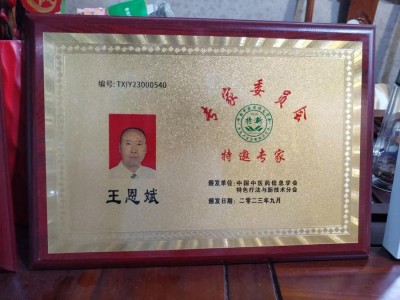 编号:TXJY23000540
专家委员会
特新
特邀专家
王恩斌
颁发单位:中国中医药信息学会
特色疗法与新技术分会
颁发日期:二零二三年九月